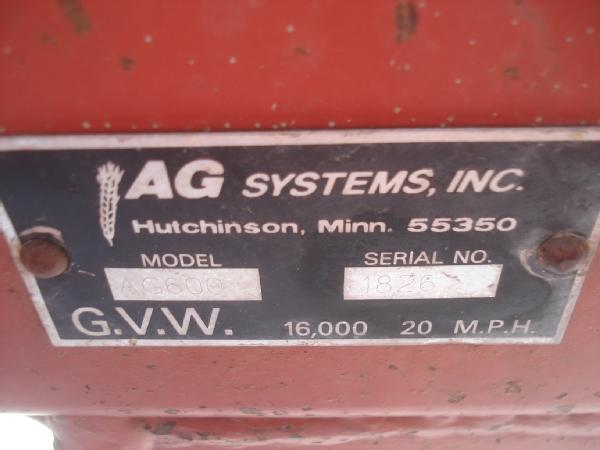 AG SYSTEMS, INC.
Hutchinson, Minn. 55350
MODEL SERIAL NO.
AG600 1826
G.V.W. 16,000 20 M.P.H.